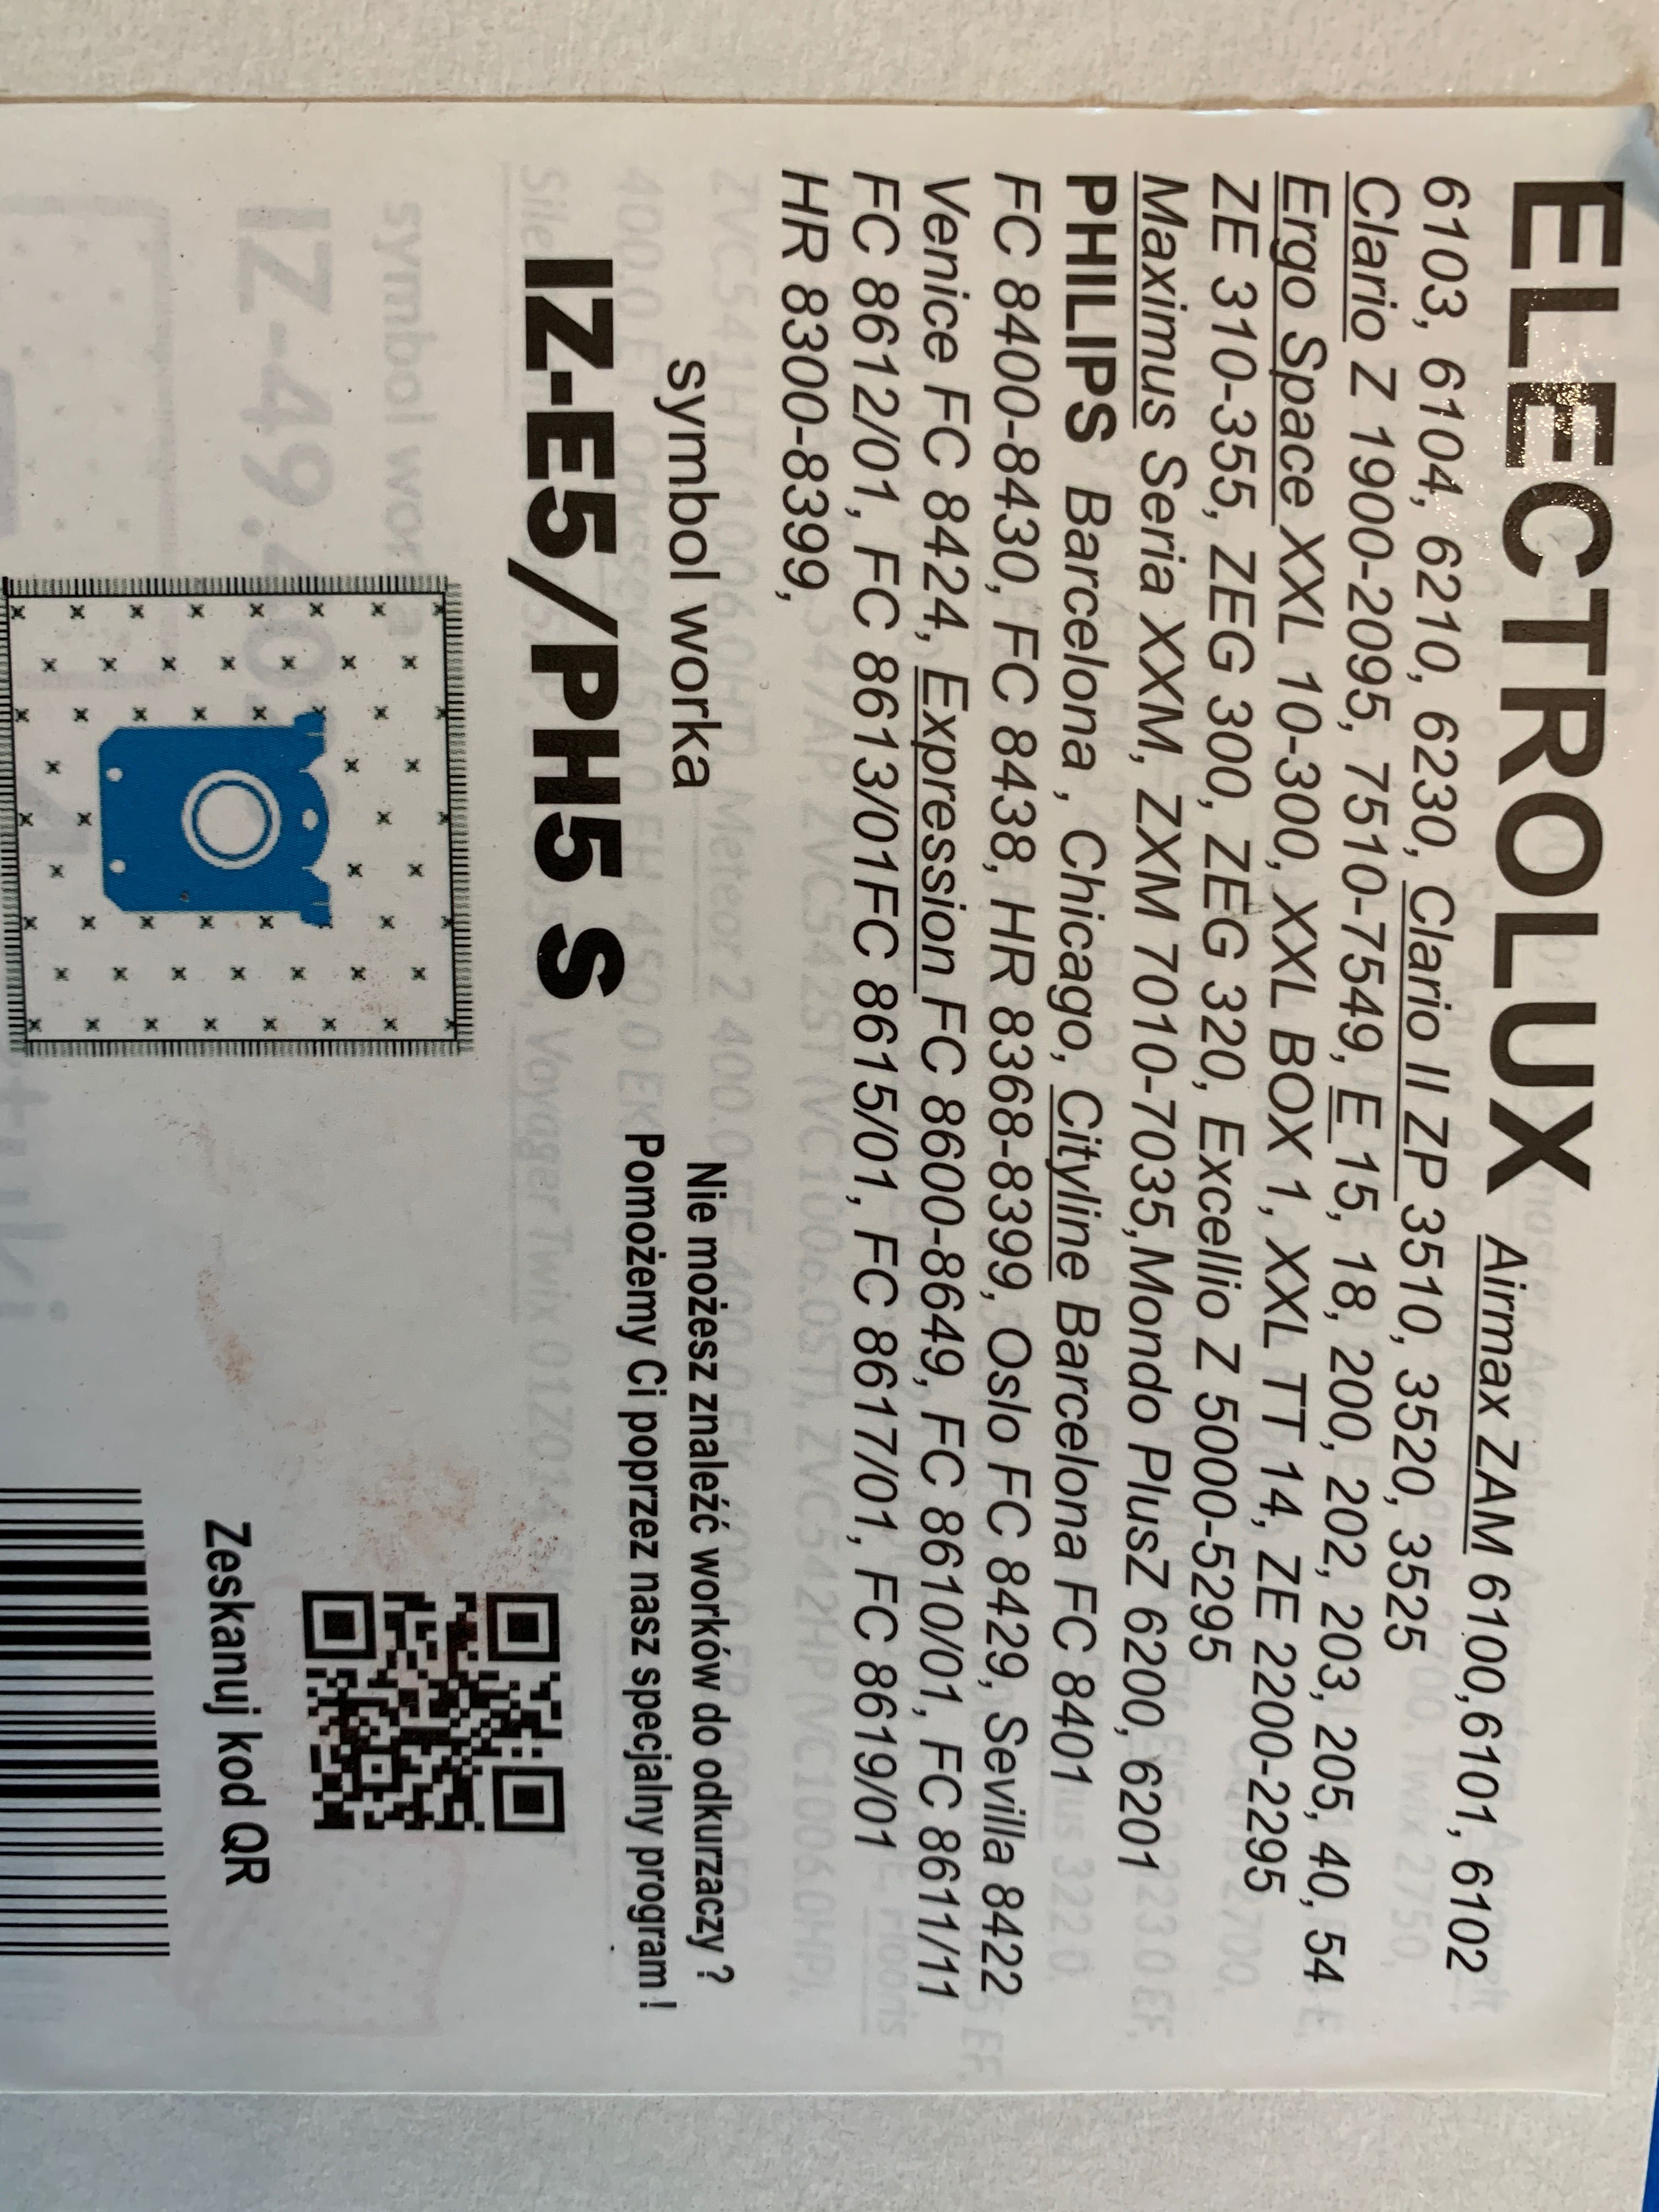 ELECTROLUX Airmax ZAM 6100,6101, 6102
6103, 6104, 6210, 6230, Clario II ZP 3510, 3520, 3525
Clario Z 1900-2095, 7510-7549, E 15, 18, 200, 202, 203, 205, 40, 54
Ergo Space XXL 10-300, XXL BOX 1, XXL TT 14, ZE 2200-2295
ZE 310-355, ZEG 300, ZEG 320, Excellio Z 5000-5295
Maximus Seria XXM, ZXM 7010-7035,Mondo PlusZ 6200, 6201
PHILIPS Barcelona , Chicago, Cityline Barcelona FC 8401
FC 8400-8430, FC 8438, HR 8368-8399, Oslo FC 8429, Sevilla 8422
Venice FC 8424, Expression FC 8600-8649, FC 8610/01, FC 8611/11
FC 8612/01, FC 8613/01FC 8615/01, FC 8617/01, FC 8619/01
HR 8300-8399,
symbol worka
IZ-E5/PH5 S
Nie możesz znaleźć worków do odkurzaczy ?
Pomożemy Ci poprzez nasz specjalny program !
Zeskanuj kod QR